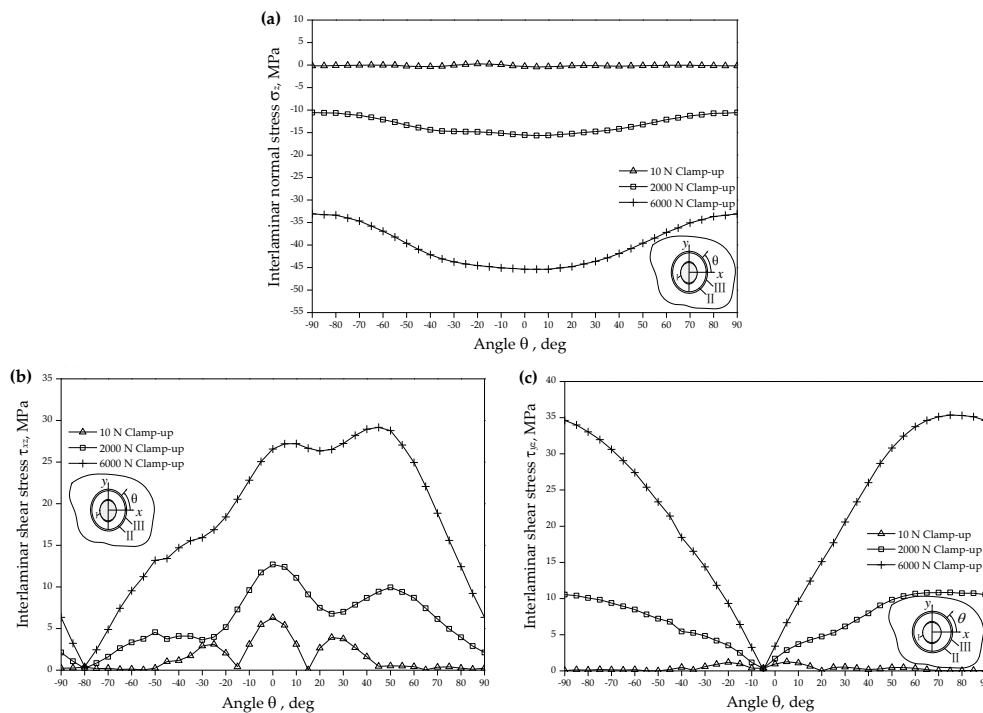 (a)
10
5
0
-5
-10
-15
-20
-25
-30
-35
-40
-45
-50
-55
Interlaminar normal stress σz, MPa
10 N Clamp-up
2000 N Clamp-up
6000 N Clamp-up
y
θ
x
III
II
-90 -80 -70 -60 -50 -40 -30 -20 -10 0 10 20 30 40 50 60 70 80 90
Angle θ , deg
(b)
35
30
25
20
15
10
5
0
Interlaminar shear stress τxz, MPa
10 N Clamp-up
2000 N Clamp-up
6000 N Clamp-up
y
θ
x
III
II
-90 -80 -70 -60 -50 -40 -30 -20 -10 0 10 20 30 40 50 60 70 80 90
Angle θ , deg
(c)
40
35
30
25
20
15
10
5
0
Interlaminar shear stress τyz, MPa
10 N Clamp-up
2000 N Clamp-up
6000 N Clamp-up
y
θ
x
III
II
-90 -80 -70 -60 -50 -40 -30 -20 -10 0 10 20 30 40 50 60 70 80 90
Angle θ , deg